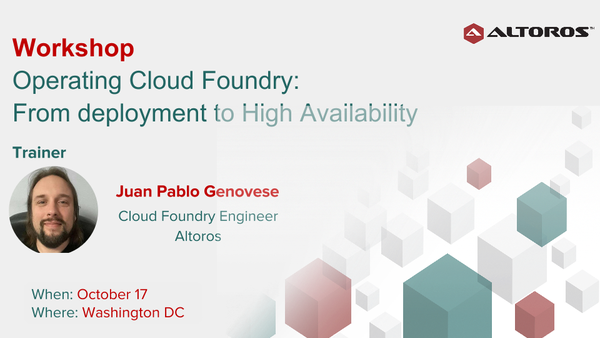 ALTOROS™
Workshop
Operating Cloud Foundry:
From deployment to High Availability
Trainer
Juan Pablo Genovese
Cloud Foundry Engineer
Altoros
When: October 17
Where: Washington DC